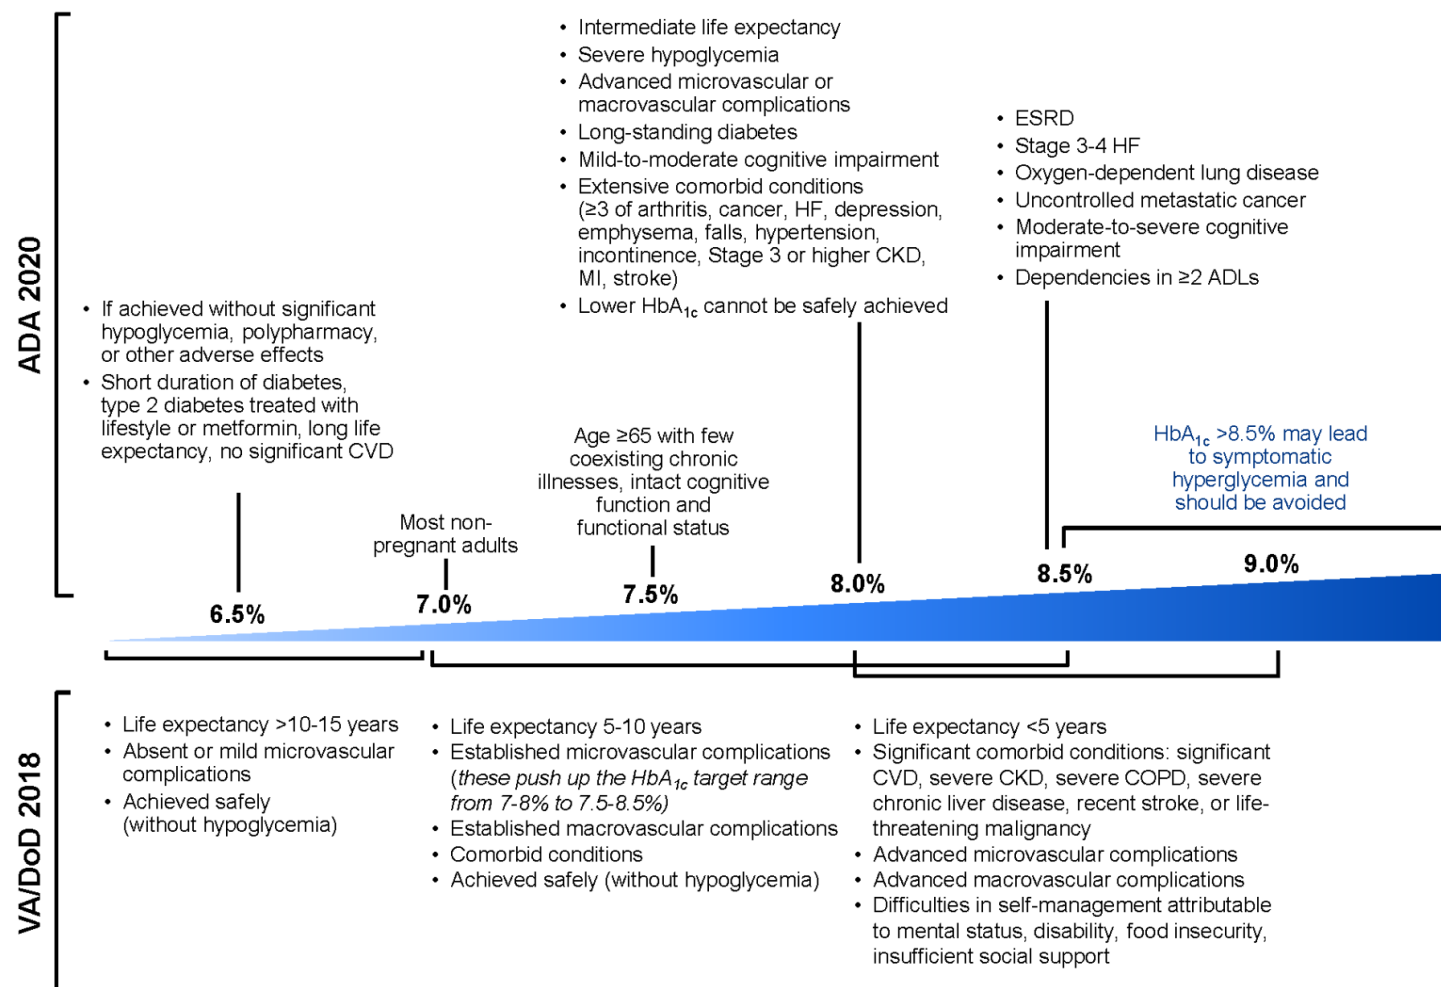 ADA 2020
• If achieved without significant
hypoglycemia, polypharmacy,
or other adverse effects
• Short duration of diabetes,
type 2 diabetes treated with
lifestyle or metformin, long life
expectancy, no significant CVD
Most non-
pregnant adults
Age ≥65 with few
coexisting chronic
illnesses, intact cognitive
function and
functional status
• Intermediate life expectancy
• Severe hypoglycemia
• Advanced microvascular or
macrovascular complications
• Long-standing diabetes
• Mild-to-moderate cognitive impairment
• Extensive comorbid conditions
(≥3 of arthritis, cancer, HF, depression,
emphysema, falls, hypertension,
incontinence, Stage 3 or higher CKD,
MI, stroke)
• Lower HbA1c cannot be safely achieved
• ESRD
• Stage 3-4 HF
• Oxygen-dependent lung disease
• Uncontrolled metastatic cancer
• Moderate-to-severe cognitive
impairment
• Dependencies in ≥2 ADLs
HbA1c >8.5% may lead
to symptomatic
hyperglycemia and
should be avoided
6.5%
7.0%
7.5%
8.0%
8.5%
9.0%
VA/DoD 2018
• Life expectancy >10-15 years
• Absent or mild microvascular
complications
• Achieved safely
(without hypoglycemia)
• Life expectancy 5-10 years
• Established microvascular complications
(these push up the HbA1c target range
from 7-8% to 7.5-8.5%)
• Established macrovascular complications
• Comorbid conditions
• Achieved safely (without hypoglycemia)
• Life expectancy <5 years
• Significant comorbid conditions: significant
CVD, severe CKD, severe COPD, severe
chronic liver disease, recent stroke, or life-
threatening malignancy
• Advanced microvascular complications
• Advanced macrovascular complications
• Difficulties in self-management attributable
to mental status, disability, food insecurity,
insufficient social support